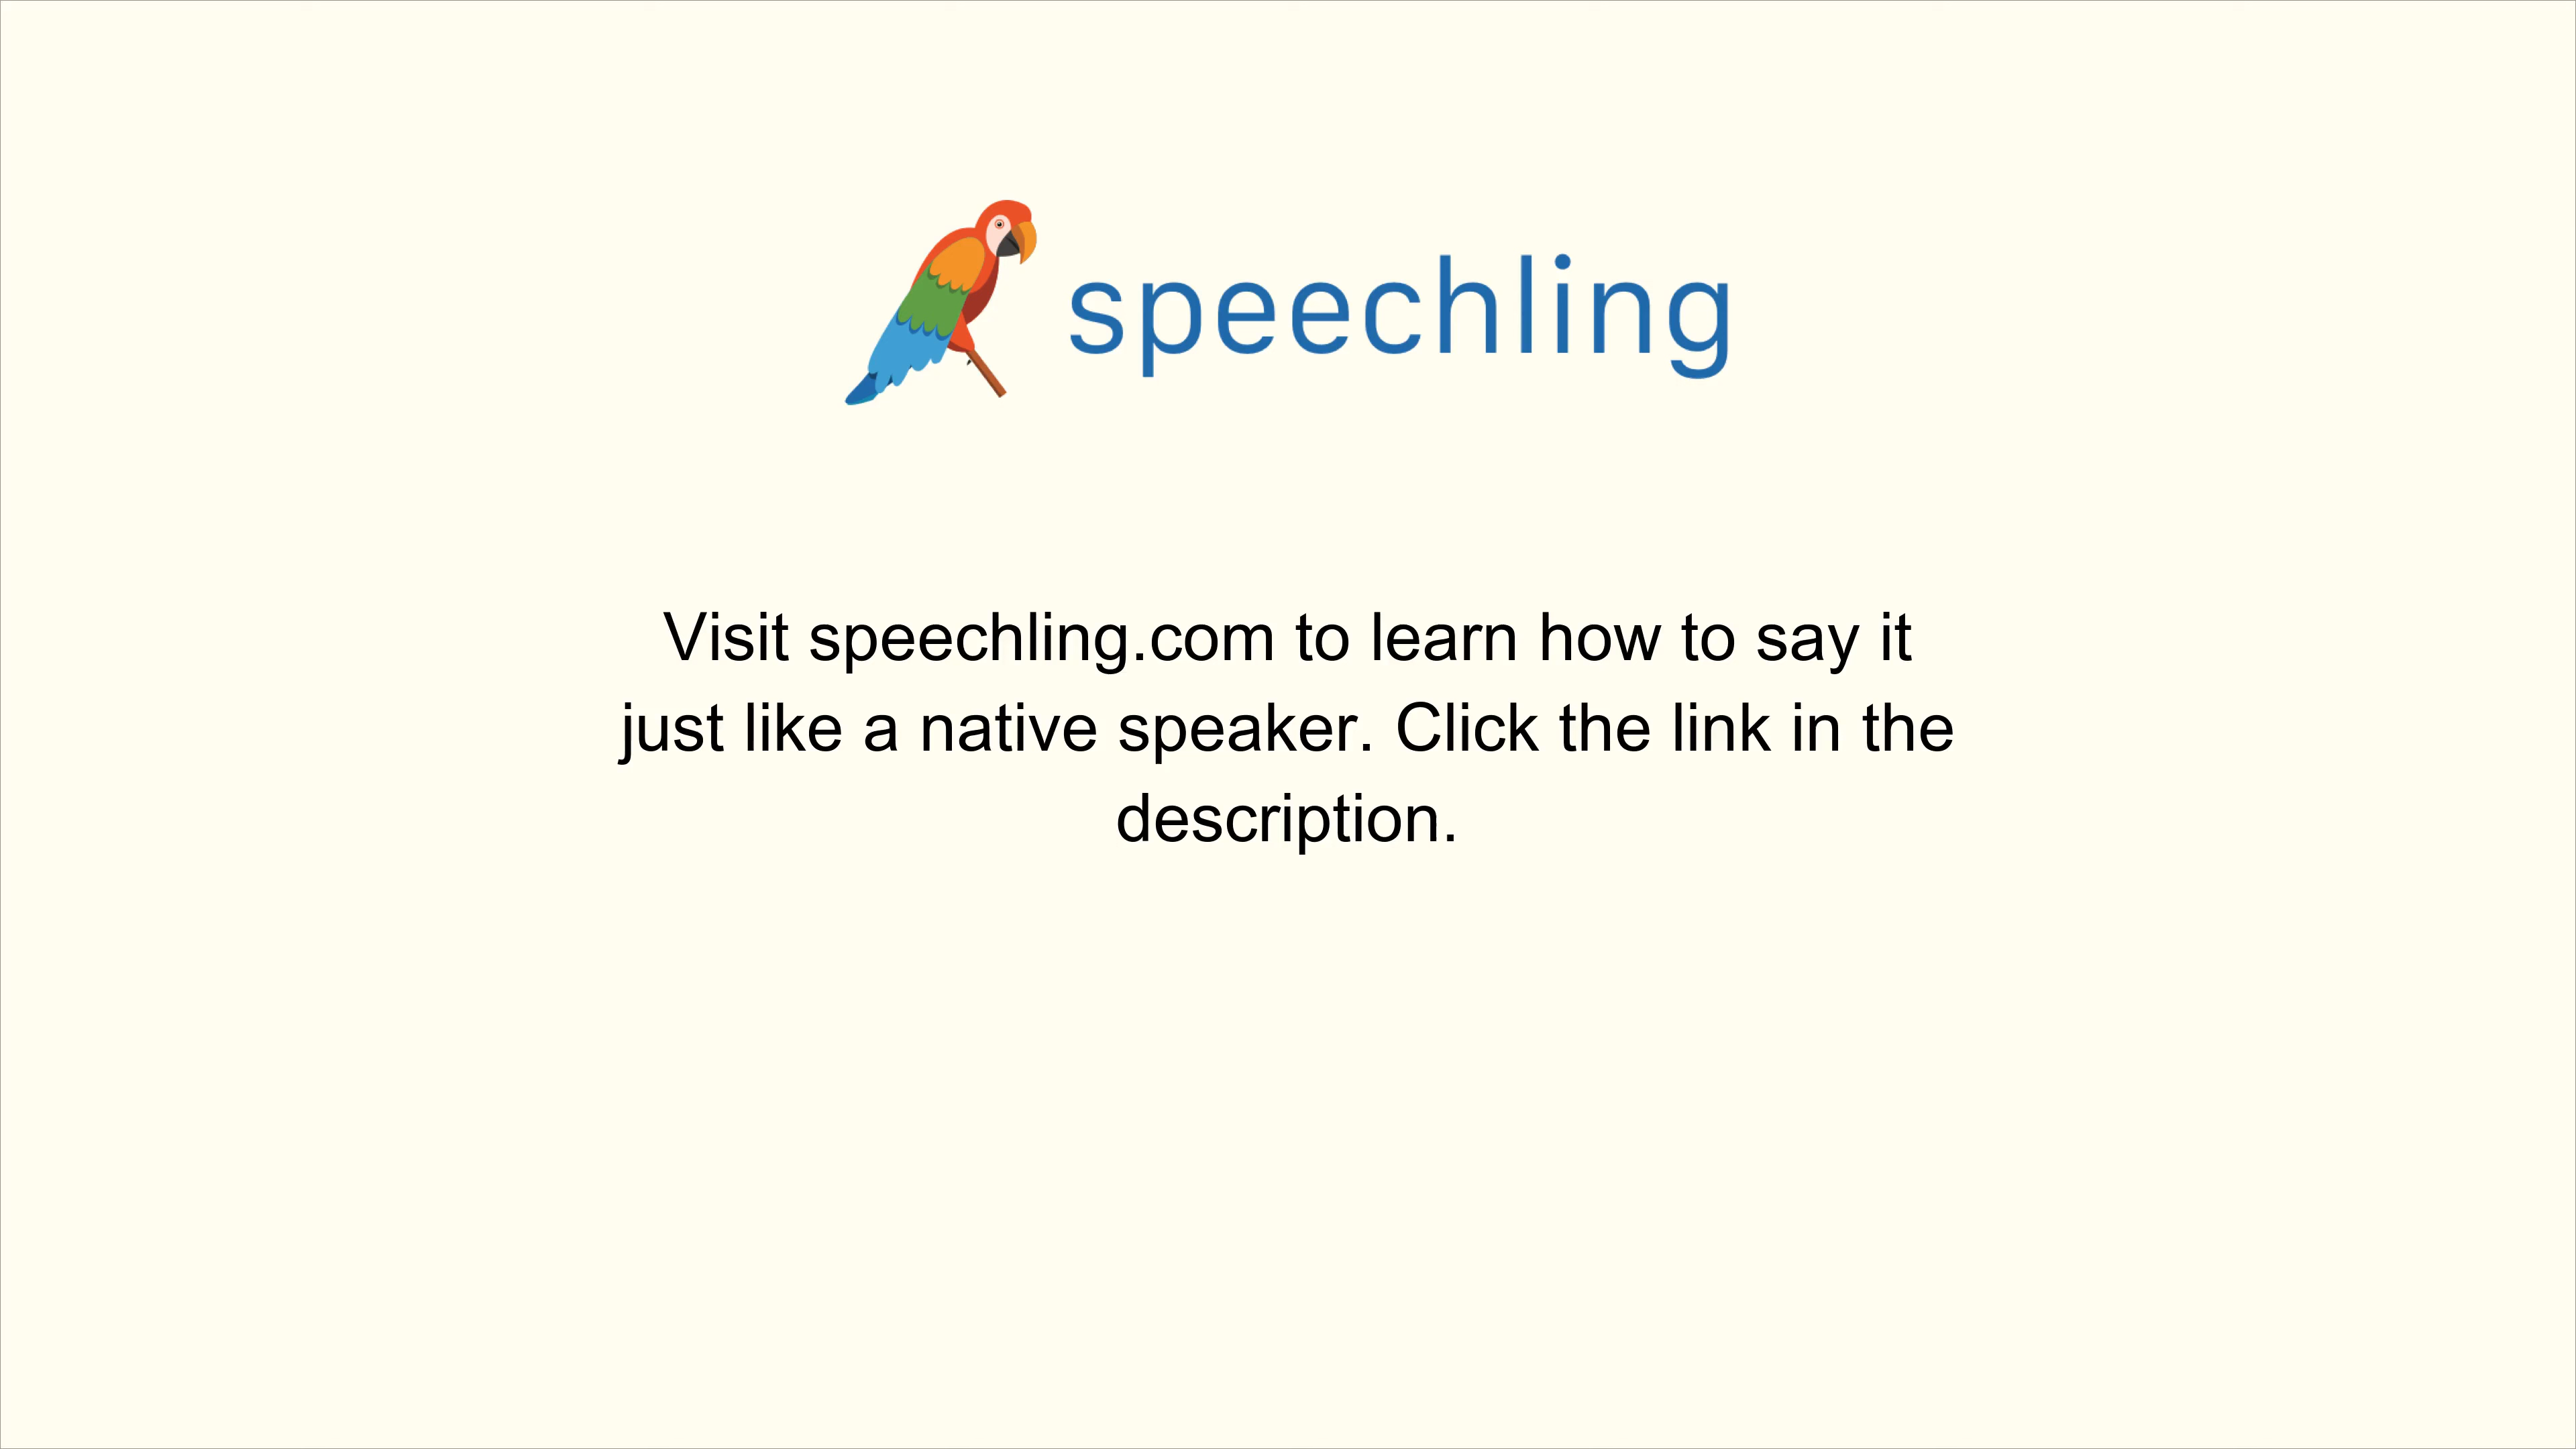 speechling
Visit speechling.com to learn how to say it
just like a native speaker. Click the link in the
description.